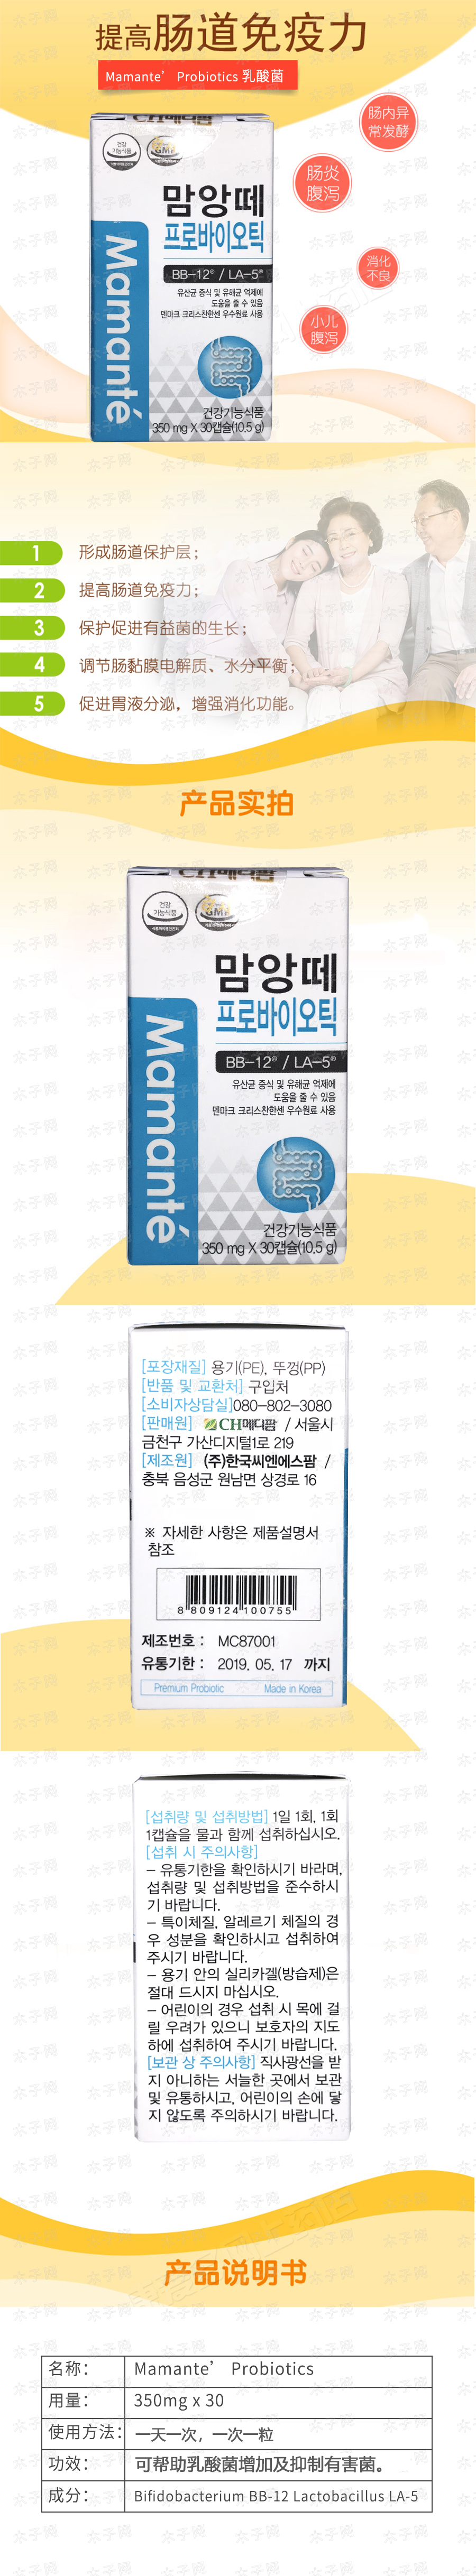 提高肠道免疫力
Mamante’ Probiotics 乳酸菌
肠内异
常发酵
肠炎
腹泻
消化
不良
小儿
腹泻
건강
기능식품
GMP
맘앙떼
프로바이오틱
BB-12® / LA-5®
유산균 증식 및 유해균 억제에
도움을 줄 수 있음
덴마크 크리스찬한센 우수원료 사용
Mamanté
건강기능식품
350 mg X 30캡슐(10.5 g)
1 形成肠道保护层；
2 提高肠道免疫力；
3 保护促进有益菌的生长；
4 调节肠黏膜电解质、水分平衡；
5 促进胃液分泌，增强消化功能。
产品实拍
CH메디팜
건강
기능식품
GMP
맘앙떼
프로바이오틱
BB-12® / LA-5®
유산균 증식 및 유해균 억제에
도움을 줄 수 있음
덴마크 크리스찬한센 우수원료 사용
Mamanté
건강기능식품
350 mg X 30캡슐(10.5 g)
[포장재질] 용기(PE), 뚜껑(PP)
[반품 및 교환처] 구입처
[소비자상담실]080-802-3080
[판매원] CH메디팜 / 서울시
금천구 가산디지털1로 219
[제조원] (주)한국씨엔에스팜 /
충북 음성군 원남면 상경로 16
※ 자세한 사항은 제품설명서
참조
8 809124 100755
제조번호 : MC87001
유통기한 : 2019. 05. 17 까지
Premium Probiotic Made in Korea
[섭취량 및 섭취방법] 1일 1회, 1회
1캡슐을 물과 함께 섭취하십시오.
[섭취 시 주의사항]
– 유통기한을 확인하시기 바라며,
섭취량 및 섭취방법을 준수하시
기 바랍니다.
– 특이체질, 알레르기 체질의 경
우 성분을 확인하시고 섭취하여
주시기 바랍니다.
– 용기 안의 실리카겔(방습제)은
절대 드시지 마십시오.
– 어린이의 경우 섭취 시 목에 걸
릴 우려가 있으니 보호자의 지도
하에 섭취하여 주시기 바랍니다.
[보관 상 주의사항] 직사광선을 받
지 아니하는 서늘한 곳에서 보관
및 유통하시고, 어린이의 손에 닿
지 않도록 주의하시기 바랍니다.
产品说明书
名称： Mamante’ Probiotics
用量： 350mg x 30
使用方法： 一天一次，一次一粒
功效： 可帮助乳酸菌增加及抑制有害菌。
成分： Bifidobacterium BB-12 Lactobacillus LA-5